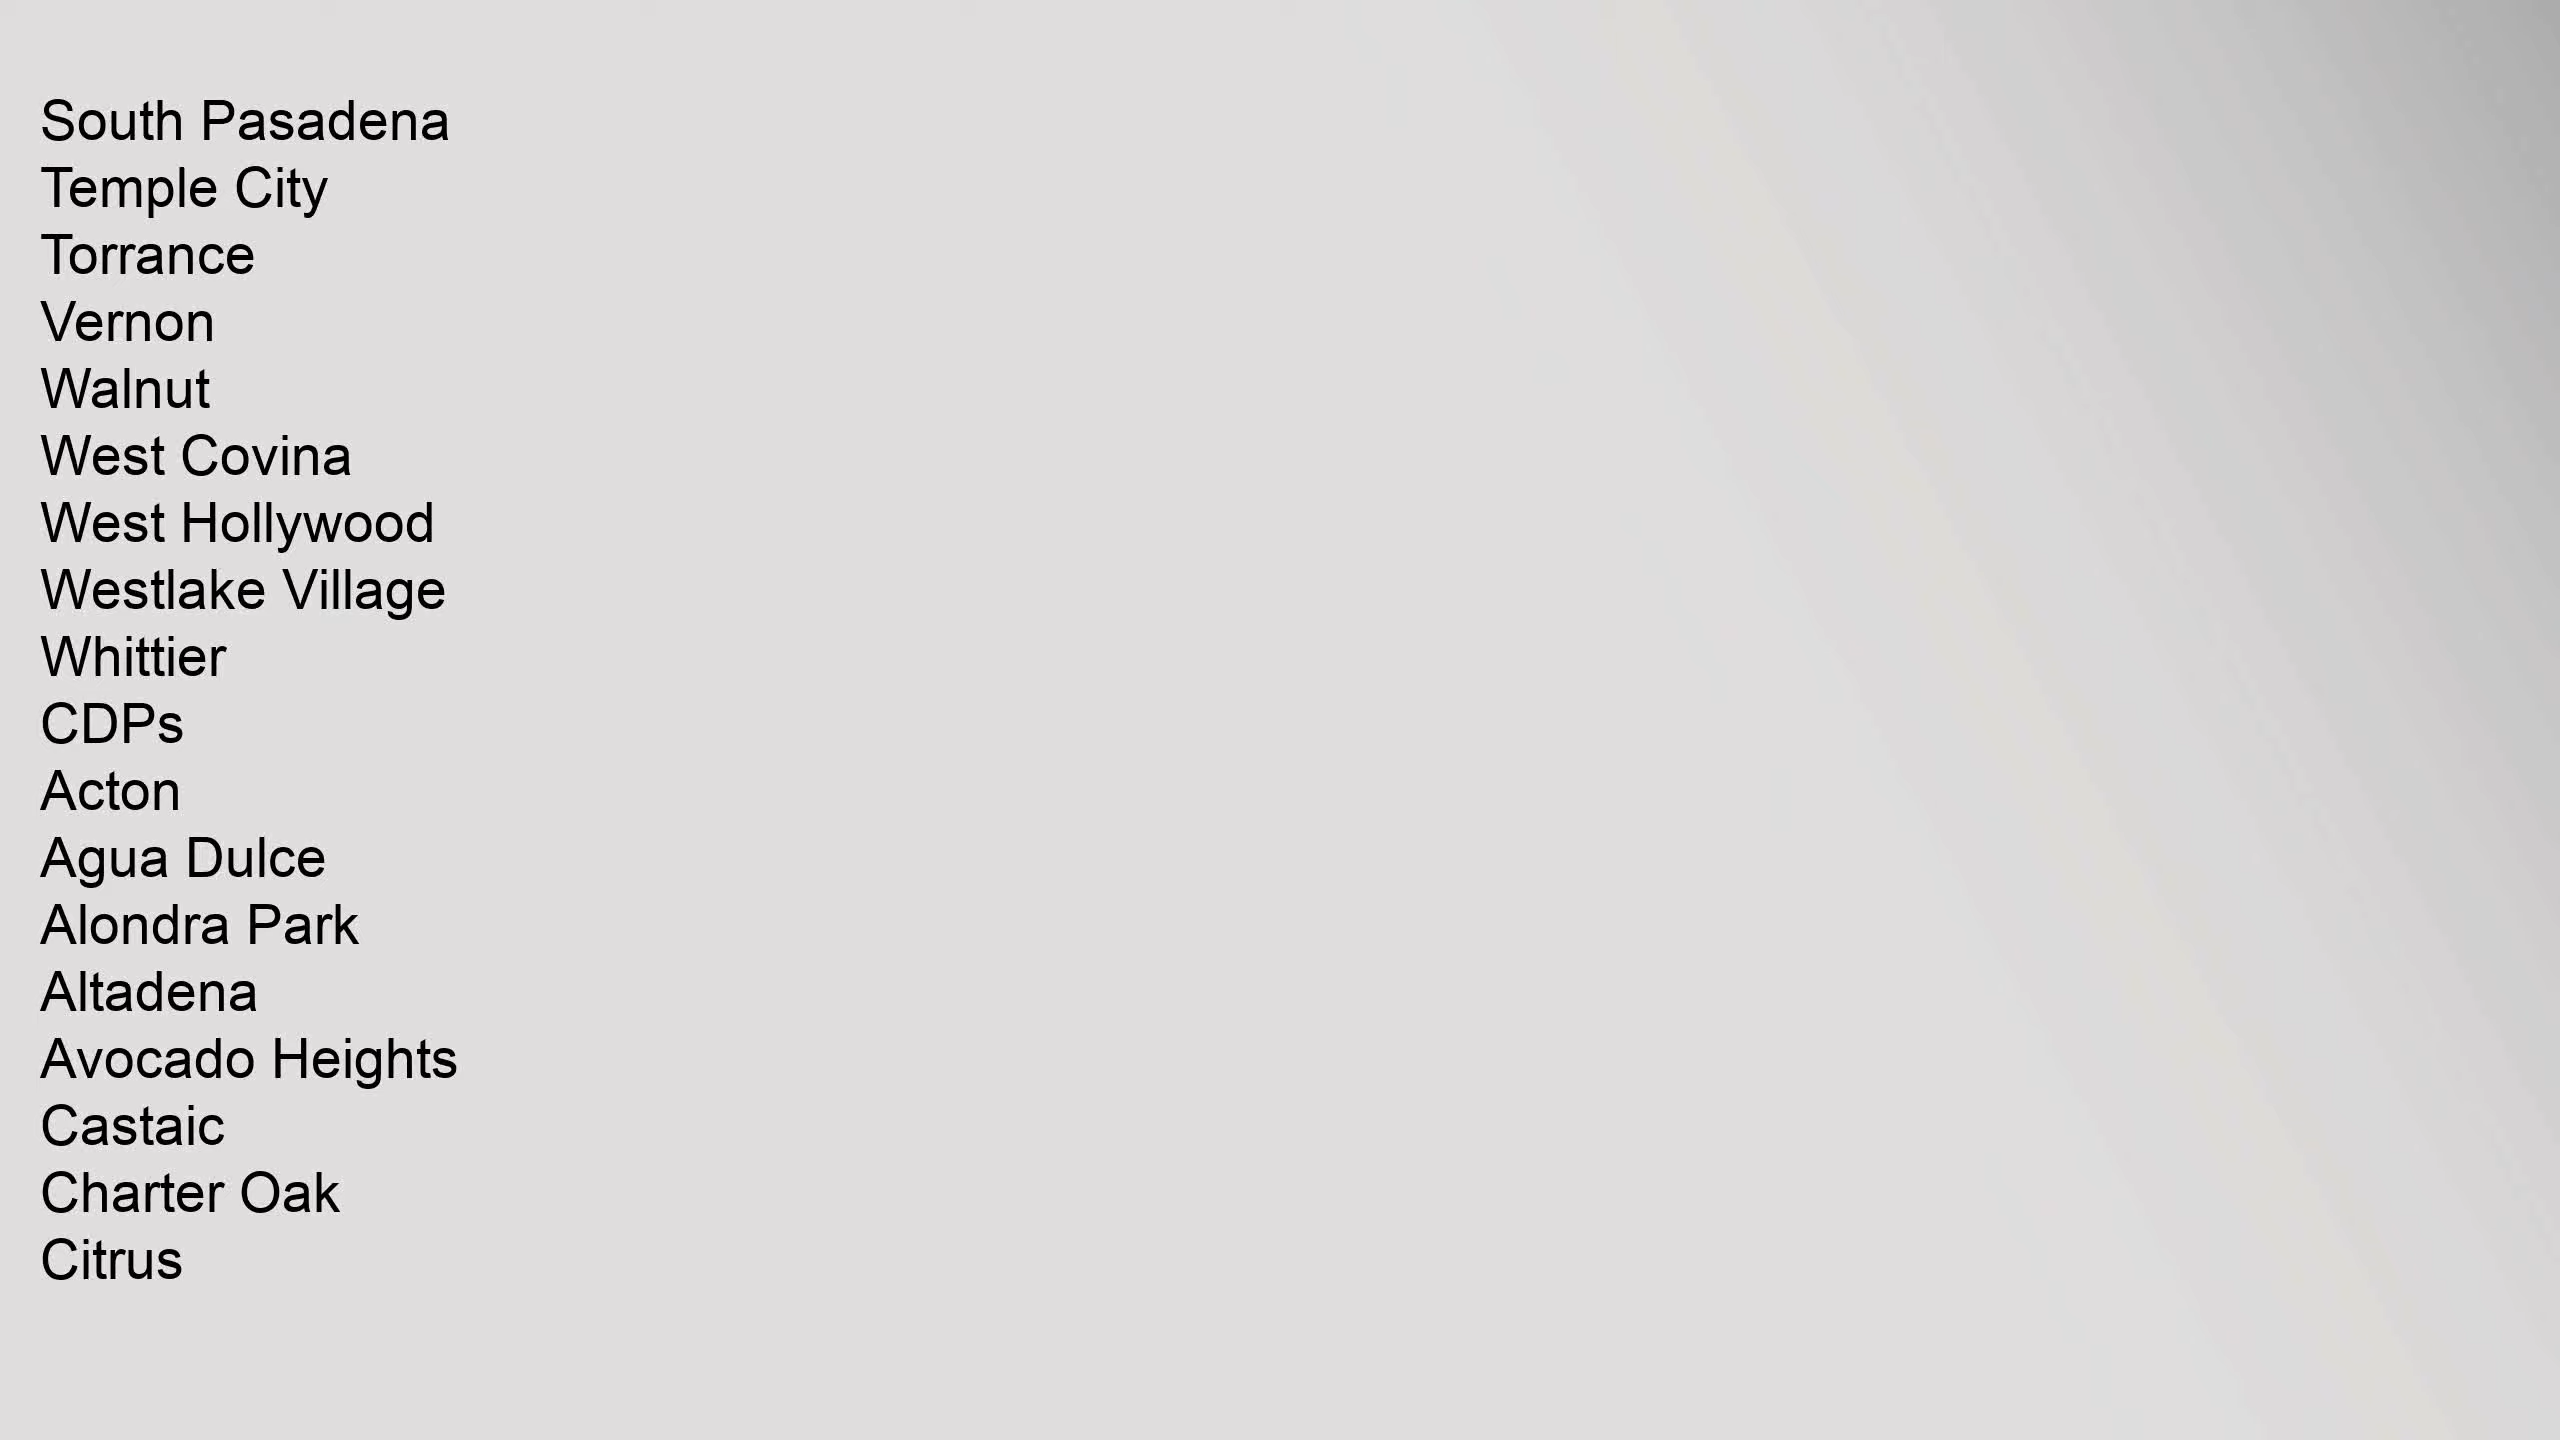 South Pasadena
Temple City
Torrance
Vernon
Walnut
West Covina
West Hollywood
Westlake Village
Whittier
CDPs
Acton
Agua Dulce
Alondra Park
Altadena
Avocado Heights
Castaic
Charter Oak
Citrus